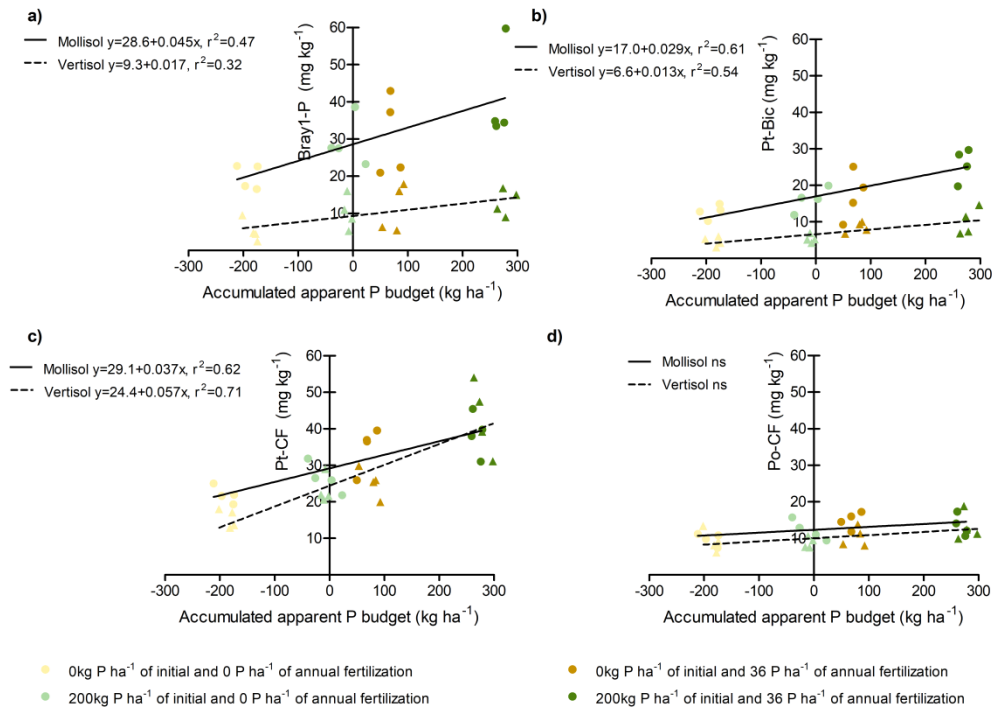 a)
Mollisol y=28.6+0.045x, r²=0.47
Vertisol y=9.3+0.017, r²=0.32
Bray1-P (mg kg⁻¹)
60
50
40
30
20
10
-300 -200 -100 0 100 200 300
Accumulated apparent P budget (kg ha⁻¹)
b)
Mollisol y=17.0+0.029x, r²=0.61
Vertisol y=6.6+0.013x, r²=0.54
Pt-Bic (mg kg⁻¹)
60
50
40
30
20
10
-300 -200 -100 0 100 200 300
Accumulated apparent P budget (kg ha⁻¹)
c)
Mollisol y=29.1+0.037x, r²=0.62
Vertisol y=24.4+0.057x, r²=0.71
Pt-CF (mg kg⁻¹)
60
50
40
30
20
10
-300 -200 -100 0 100 200 300
Accumulated apparent P budget (kg ha⁻¹)
d)
Mollisol ns
Vertisol ns
Po-CF (mg kg⁻¹)
60
50
40
30
20
10
-300 -200 -100 0 100 200 300
Accumulated apparent P budget (kg ha⁻¹)
0kg P ha⁻¹ of initial and 0 P ha⁻¹ of annual fertilization
200kg P ha⁻¹ of initial and 0 P ha⁻¹ of annual fertilization
0kg P ha⁻¹ of initial and 36 P ha⁻¹ of annual fertilization
200kg P ha⁻¹ of initial and 36 P ha⁻¹ of annual fertilization